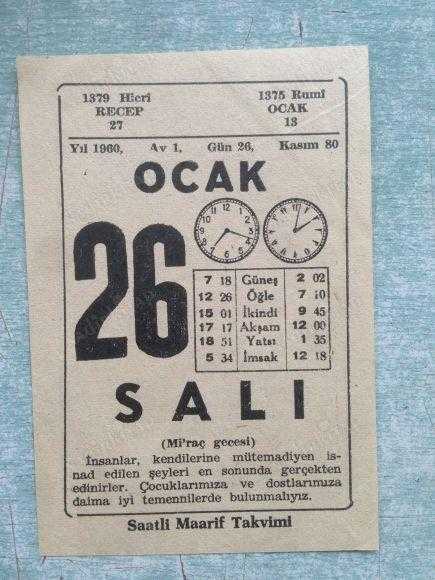 1379 Hicrî
RECEP
27
1375 Rumî
OCAK
13
Yıl 1960, Ay 1, Gün 26, Kasım 80
OCAK
26
7 18 Güneş 2 02
12 26 Öğle 7 10
15 01 İkindi 9 45
17 17 Akşam 12 00
18 51 Yatsı 1 35
5 34 İmsak 12 18
SALI
(Mi'raç gecesi)
İnsanlar, kendilerine mütemadiyen is-
nad edilen şeyleri en sonunda gerçekten
edinirler. Çocuklarımıza ve dostlarımıza
daima iyi temennilerde bulunmalıyız.
Saatli Maarif Takvimi